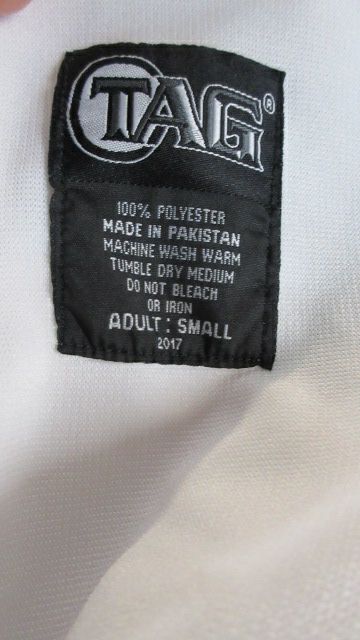 TAG®
100% POLYESTER
MADE IN PAKISTAN
MACHINE WASH WARM
TUMBLE DRY MEDIUM
DO NOT BLEACH
OR IRON
ADULT : SMALL
2017